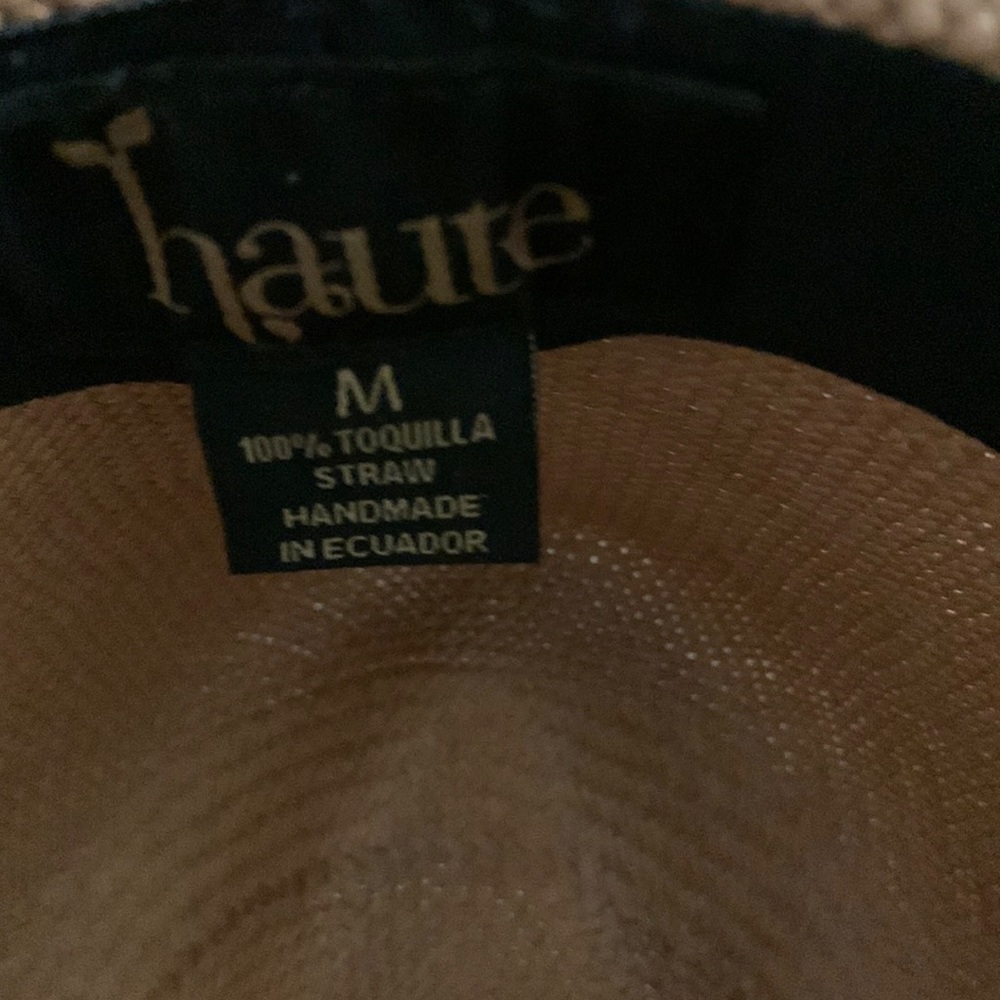 haute
M
100% TOQUILLA
STRAW
HANDMADE
IN ECUADOR